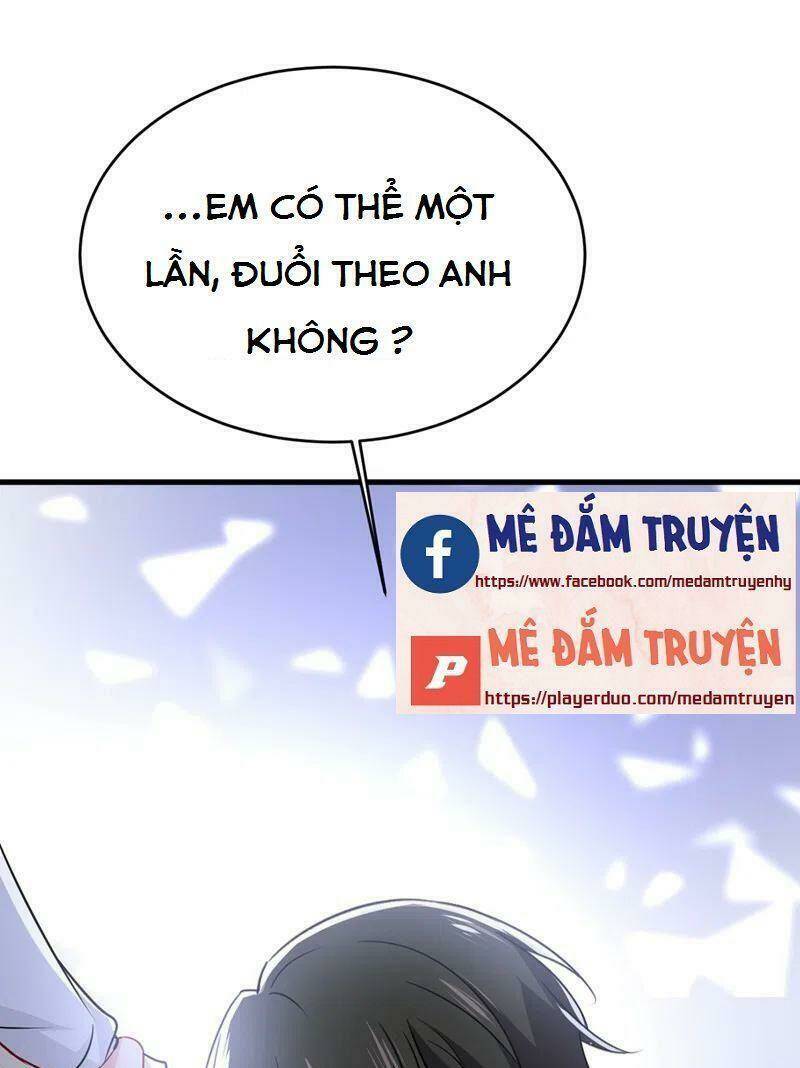 ...EM CÓ THỂ MỘT
LẦN, ĐUỔI THEO ANH
KHÔNG ?
f MÊ ĐẮM TRUYỆN
https://www.facebook.com/medamtruyenhy
P MÊ ĐẮM TRUYỆN
https://playerduo.com/medamtruyen